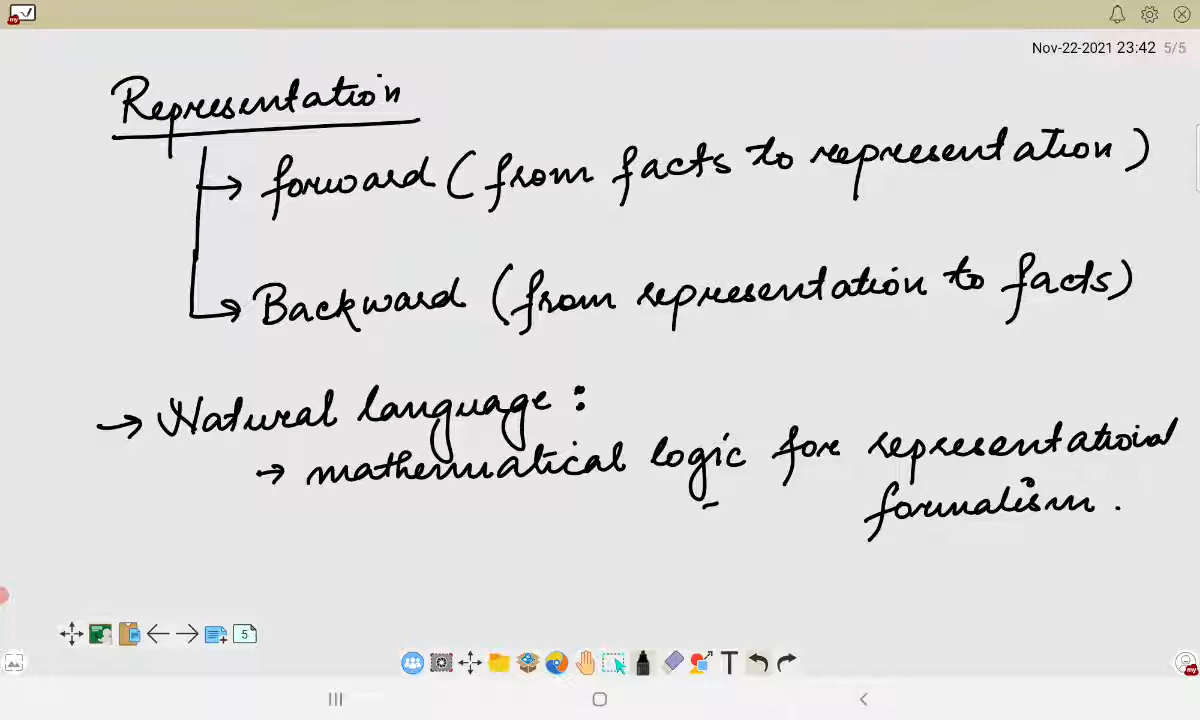 Nov-22-2021 23:42 5/5
Representation
→ forward (from facts to representation)
→ Backward (from representation to facts)
→ Natural language:
→ mathematical logic for representational
formalism.
5
T